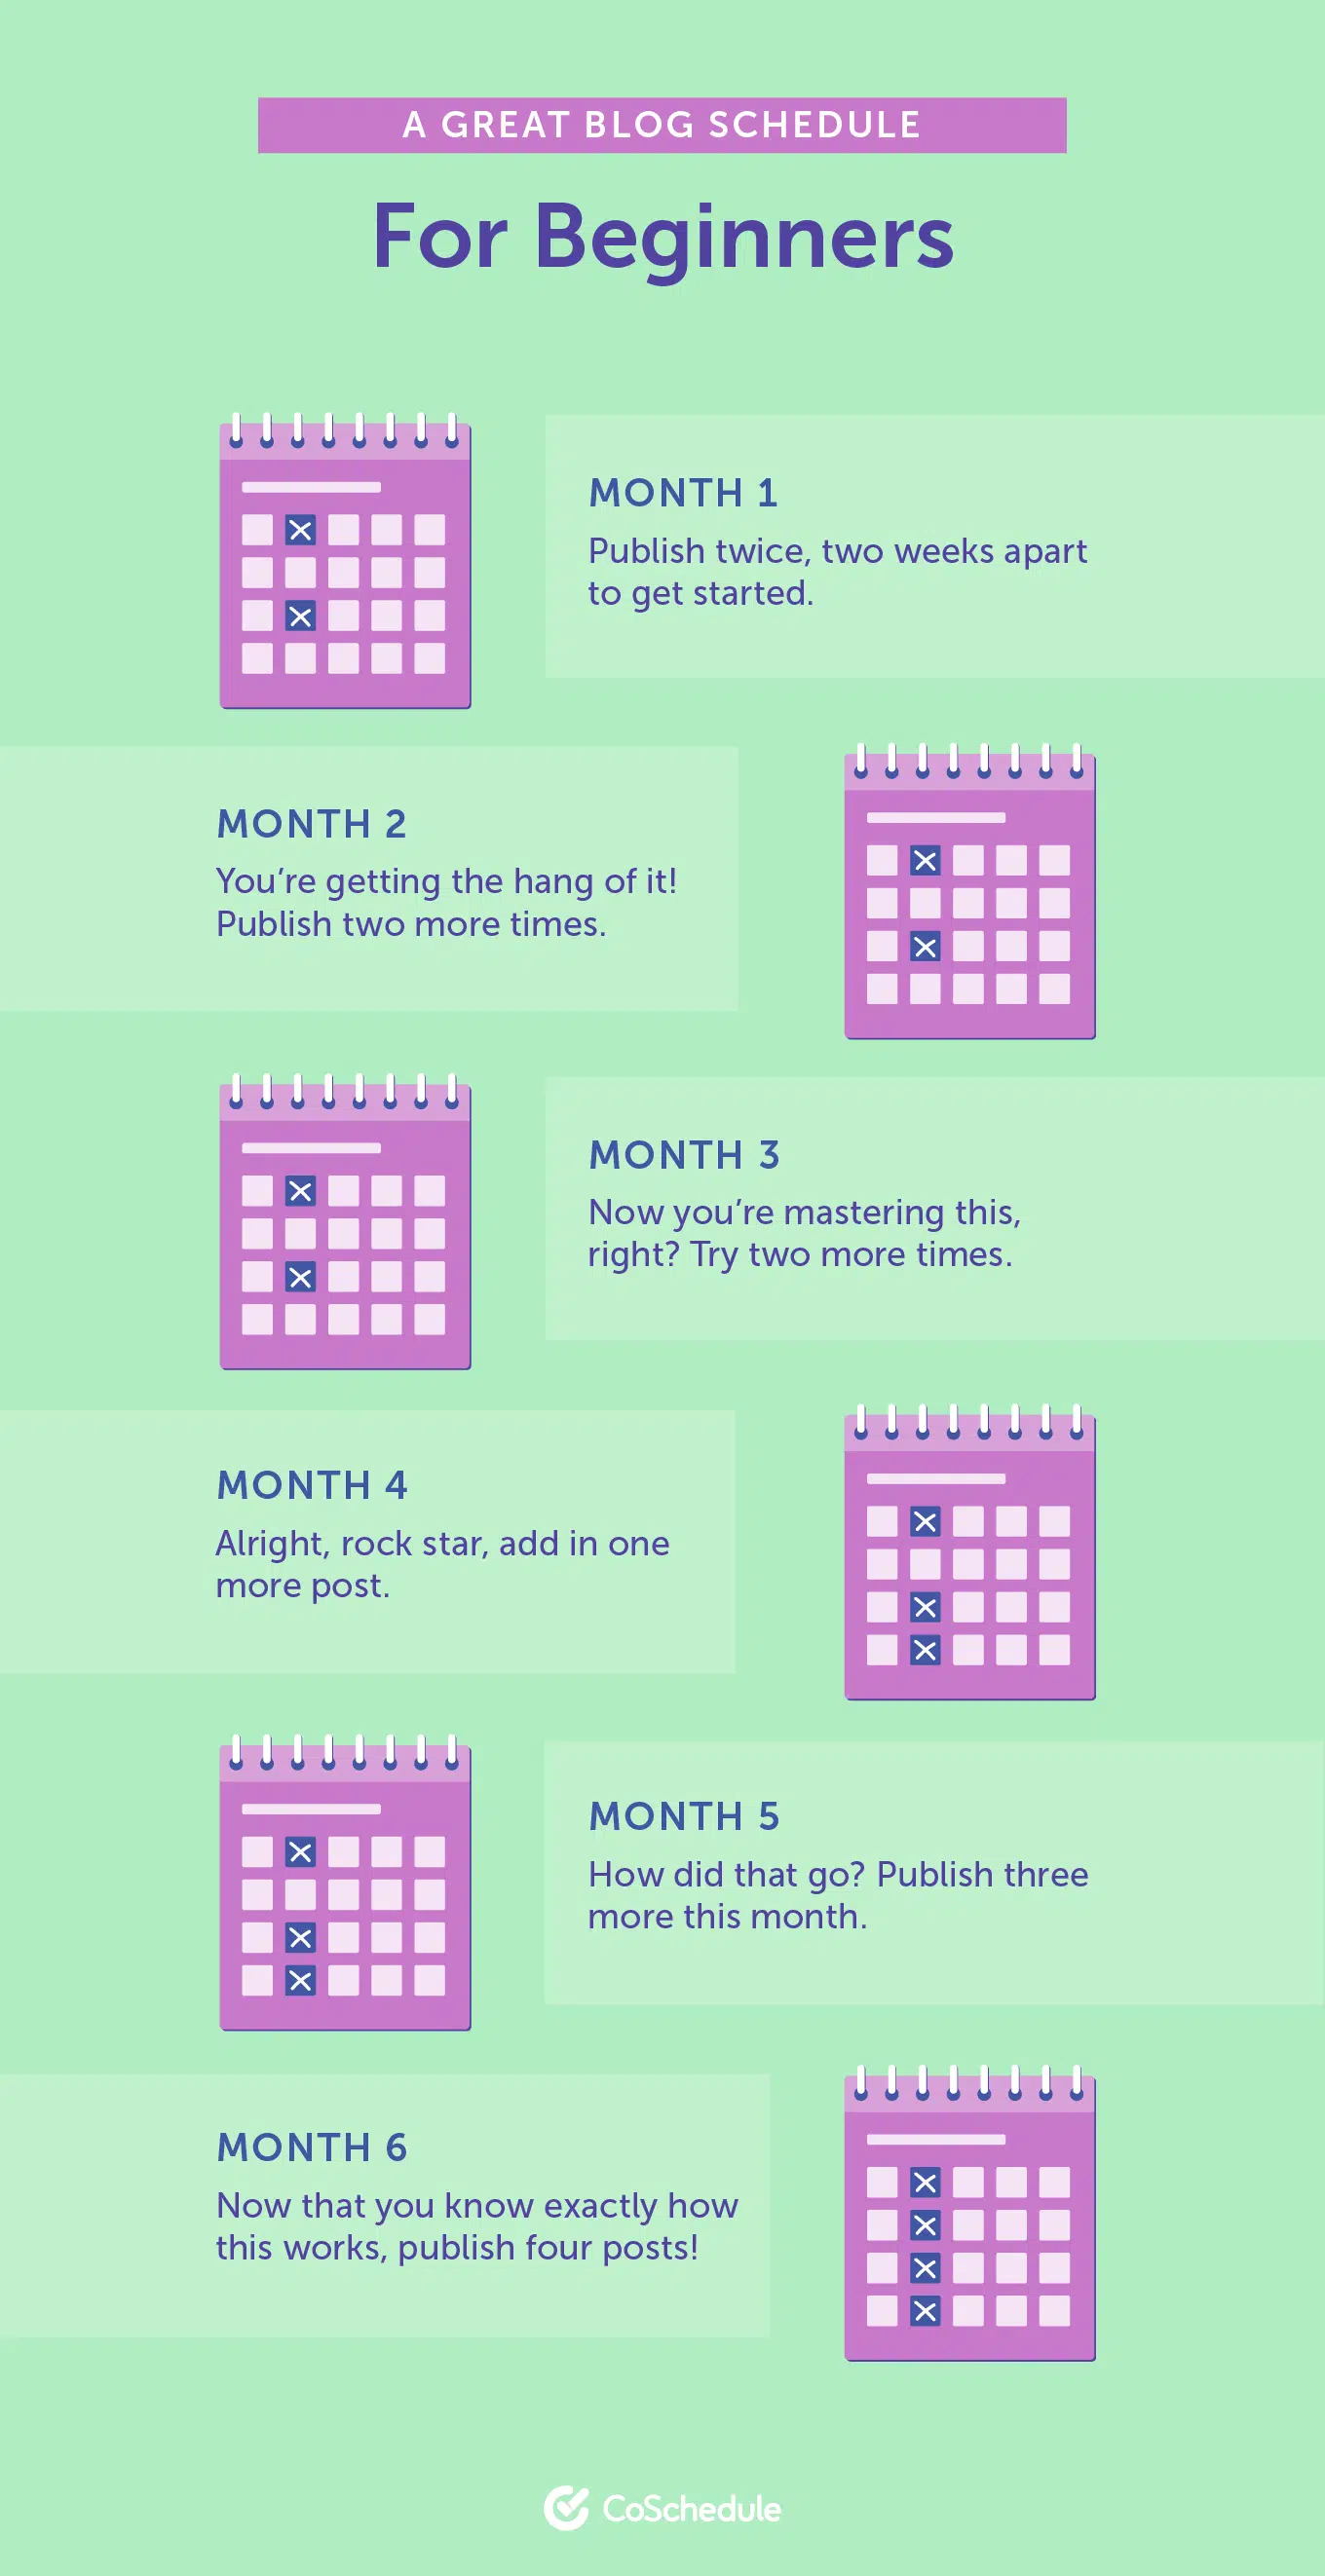 A GREAT BLOG SCHEDULE
For Beginners
MONTH 1
Publish twice, two weeks apart
to get started.
MONTH 2
You’re getting the hang of it!
Publish two more times.
MONTH 3
Now you’re mastering this,
right? Try two more times.
MONTH 4
Alright, rock star, add in one
more post.
MONTH 5
How did that go? Publish three
more this month.
MONTH 6
Now that you know exactly how
this works, publish four posts!
CoSchedule